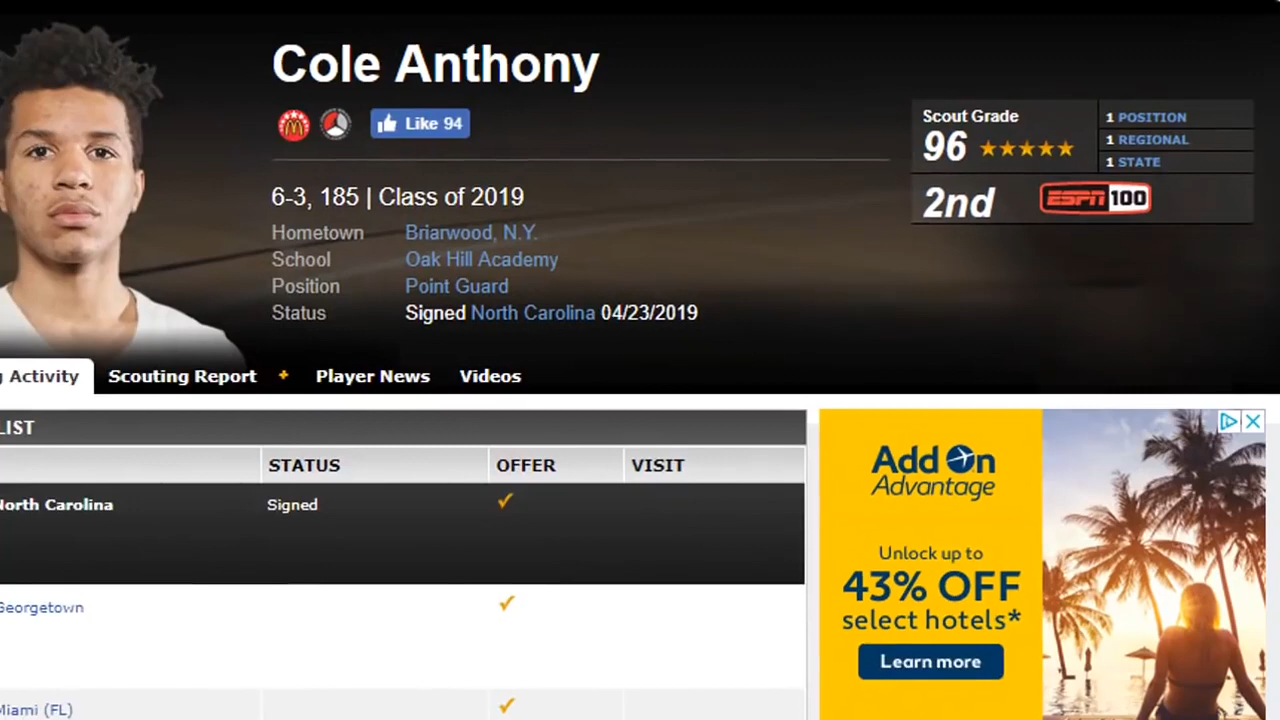 Cole Anthony
Like 94
Scout Grade
96
1 POSITION
1 REGIONAL
1 STATE
2nd ESPN 100
6-3, 185 | Class of 2019
Hometown Briarwood, N.Y.
School Oak Hill Academy
Position Point Guard
Status Signed North Carolina 04/23/2019
Activity Scouting Report + Player News Videos
LIST
STATUS OFFER VISIT
North Carolina Signed
Georgetown
Miami (FL)
Add On
Advantage
Unlock up to
43% OFF
select hotels*
Learn more